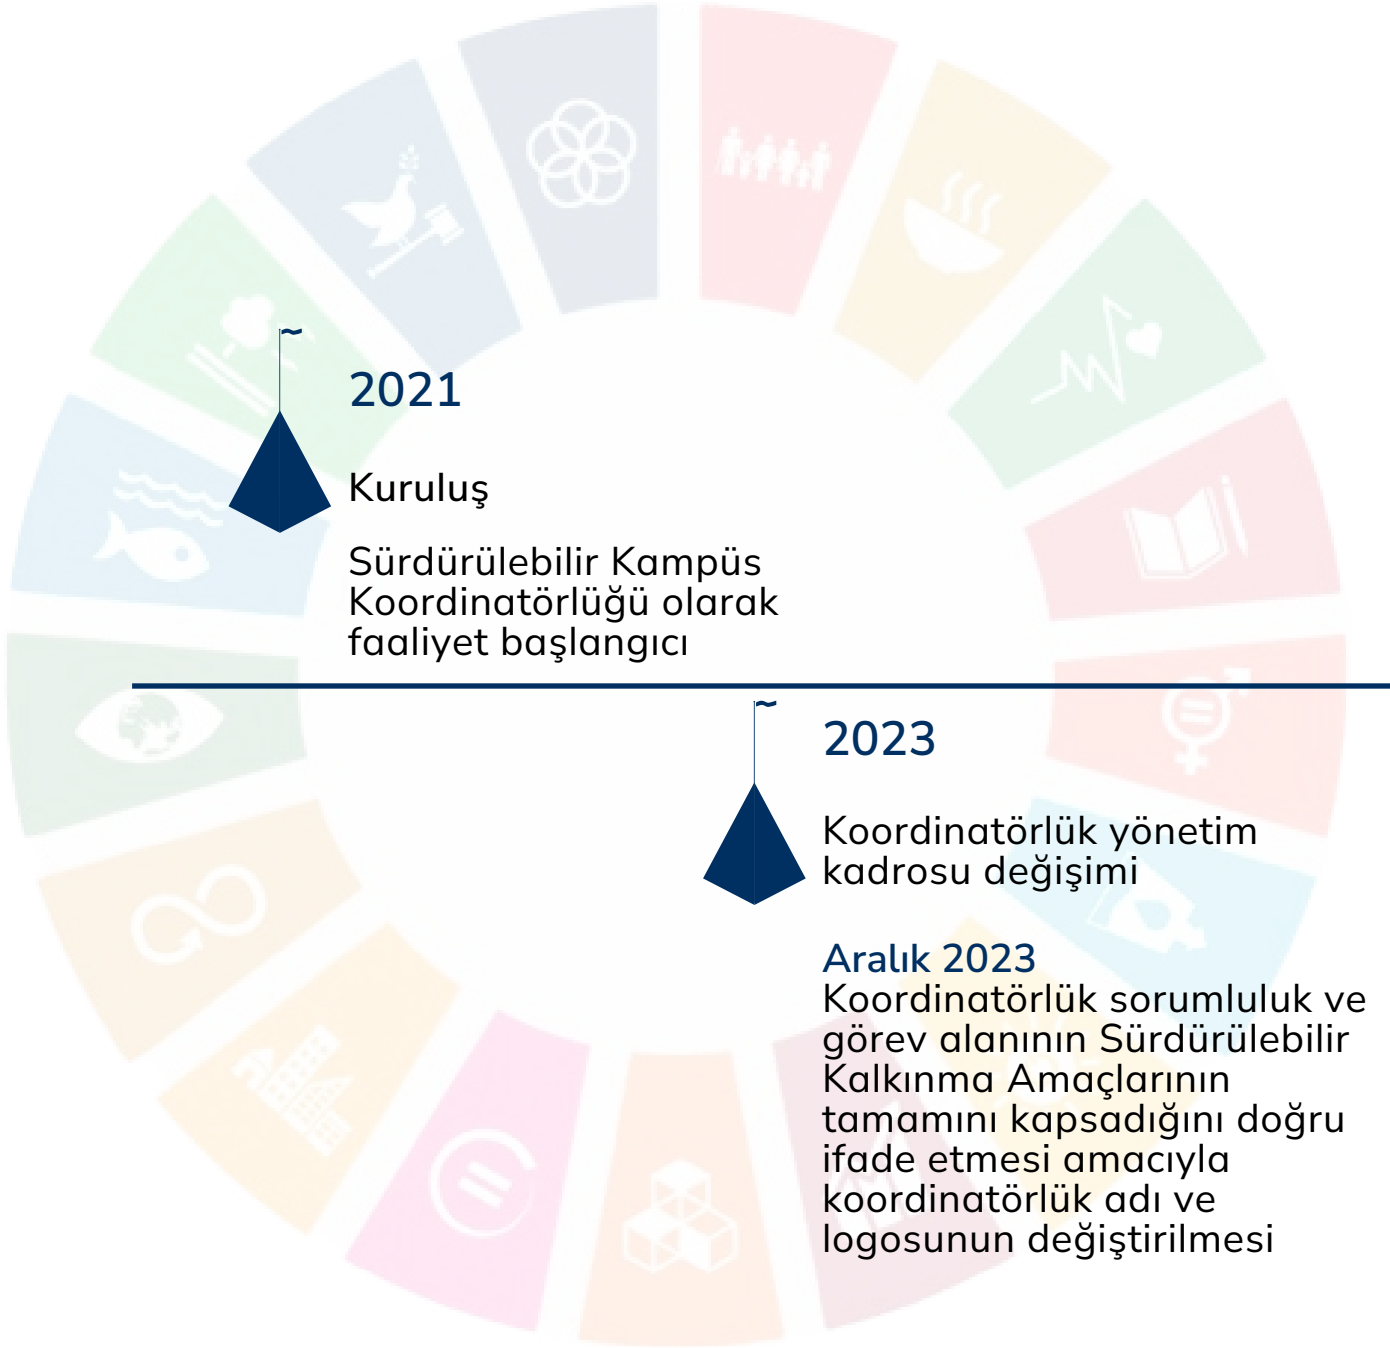 2021
Kuruluş
Sürdürülebilir Kampüs
Koordinatörlüğü olarak
faaliyet başlangıcı
2023
Koordinatörlük yönetim
kadrosu değişimi
Aralık 2023
Koordinatörlük sorumluluk ve
görev alanının Sürdürülebilir
Kalkınma Amaçlarının
tamamını kapsadığını doğru
ifade etmesi amacıyla
koordinatörlük adı ve
logosunun değiştirilmesi